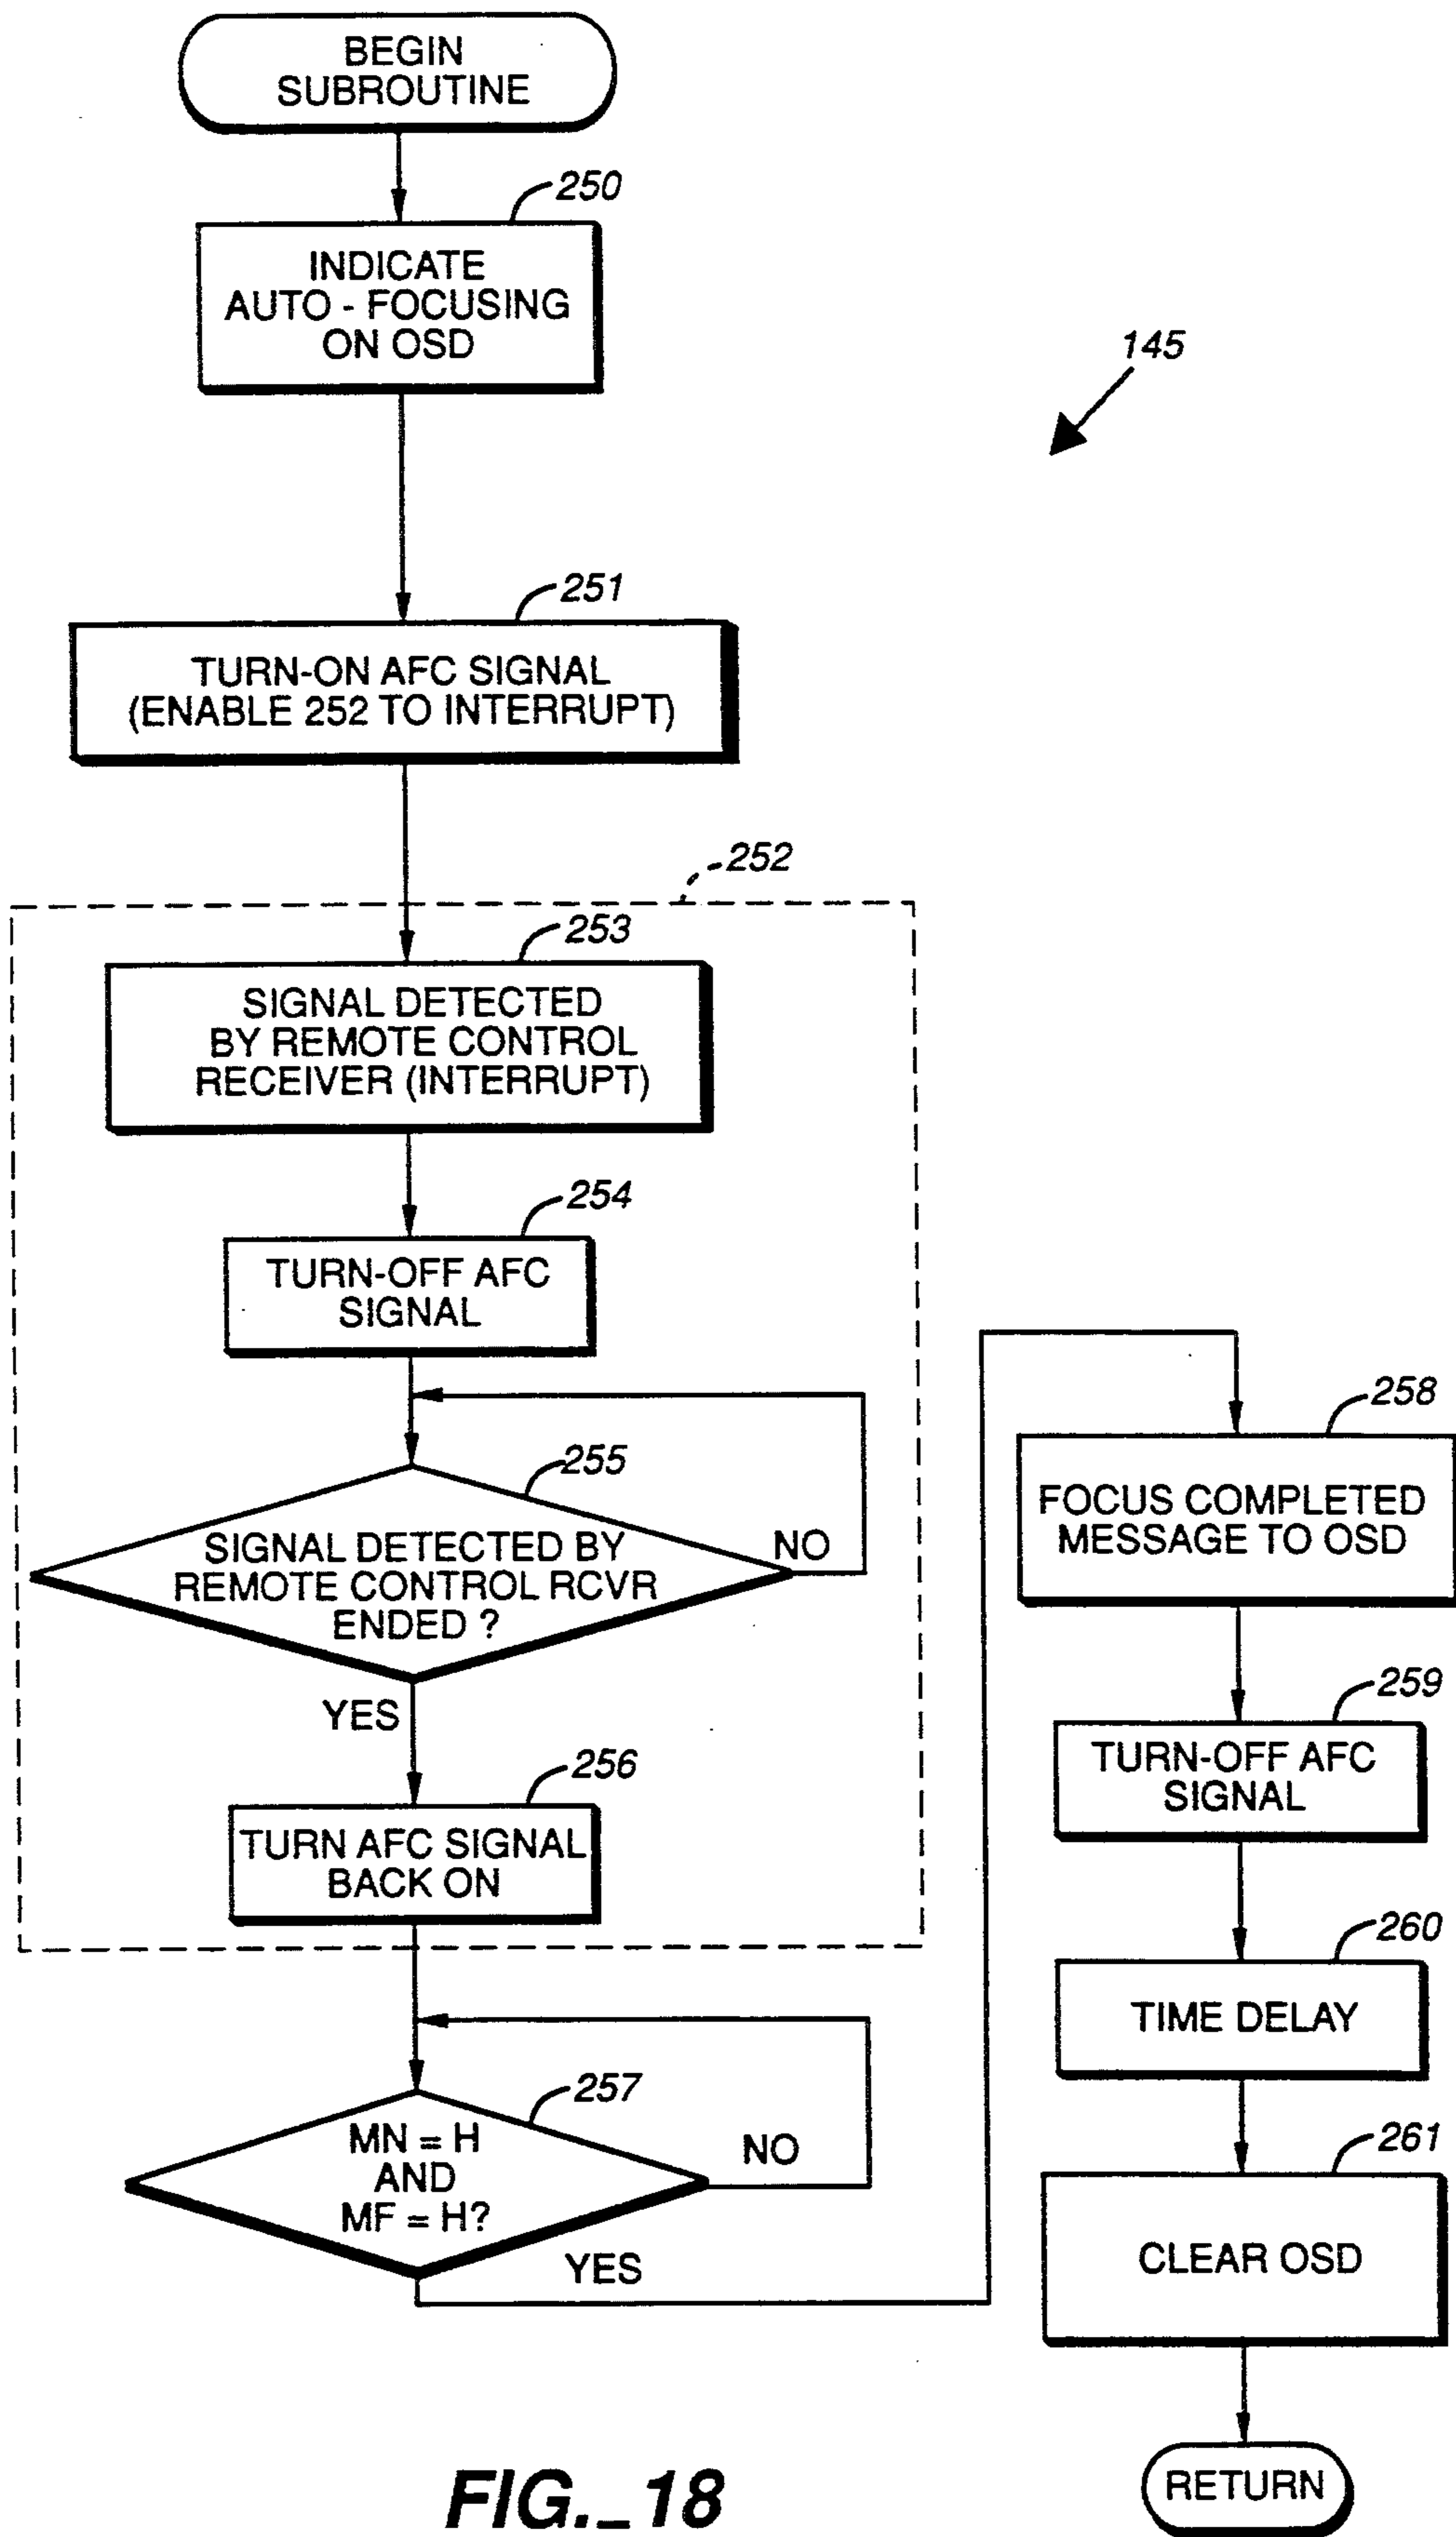 BEGIN
SUBROUTINE
250
INDICATE
AUTO - FOCUSING
ON OSD
145
251
TURN-ON AFC SIGNAL
(ENABLE 252 TO INTERRUPT)
252
253
SIGNAL DETECTED
BY REMOTE CONTROL
RECEIVER (INTERRUPT)
254
TURN-OFF AFC
SIGNAL
255
SIGNAL DETECTED BY
REMOTE CONTROL RCVR
ENDED ?
NO
YES
256
TURN AFC SIGNAL
BACK ON
257
MN = H
AND
MF = H?
NO
YES
258
FOCUS COMPLETED
MESSAGE TO OSD
259
TURN-OFF AFC
SIGNAL
260
TIME DELAY
261
CLEAR OSD
RETURN
FIG._18